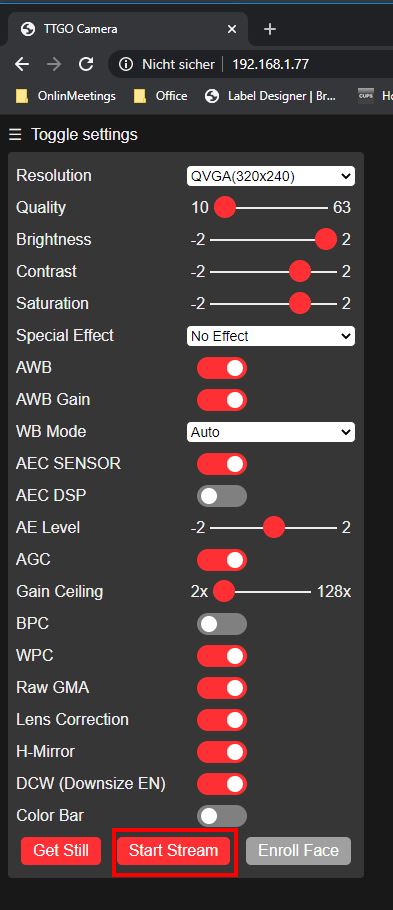 TTGO Camera
Nicht sicher | 192.168.1.77
OnlinMeetings Office Label Designer | Br... CUPS Ho
Toggle settings
Resolution QVGA(320x240)
Quality 10 63
Brightness -2 2
Contrast -2 2
Saturation -2 2
Special Effect No Effect
AWB
AWB Gain
WB Mode Auto
AEC SENSOR
AEC DSP
AE Level -2 2
AGC
Gain Ceiling 2x 128x
BPC
WPC
Raw GMA
Lens Correction
H-Mirror
DCW (Downsize EN)
Color Bar
Get Still Start Stream Enroll Face